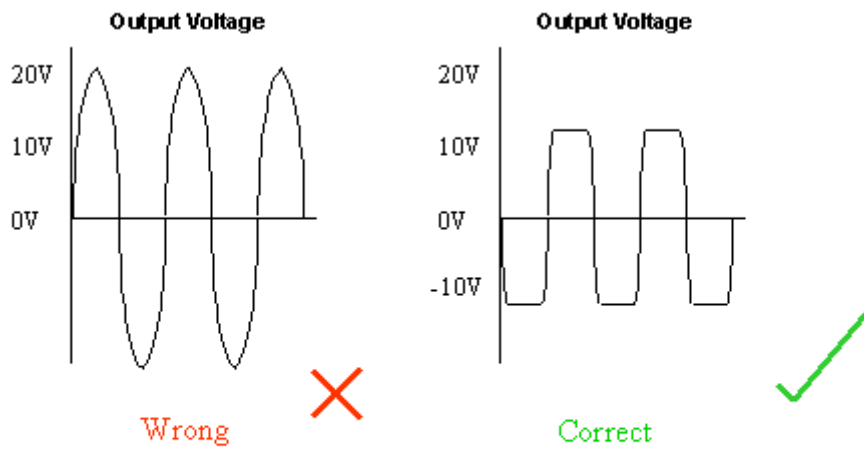 Output Voltage
20V
10V
0V
Wrong
Output Voltage
20V
10V
0V
-10V
Correct